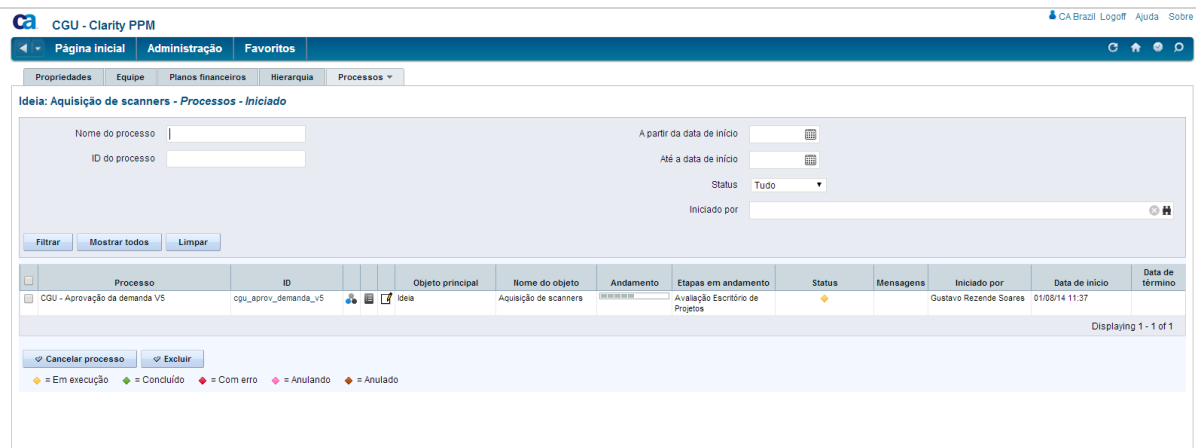 ca CGU - Clarity PPM
CA Brazil Logoff Ajuda Sobre
Página inicial Administração Favoritos
Propriedades Equipe Planos financeiros Hierarquia Processos
Ideia: Aquisição de scanners - Processos - Iniciado
Nome do processo A partir da data de início
ID do processo Até a data de início
Status Tudo
Iniciado por
Filtrar Mostrar todos Limpar
Processo ID Objeto principal Nome do objeto Andamento Etapas em andamento Status Mensagens Iniciado por Data de início Data de término
CGU - Aprovação da demanda V5 cgu_aprov_demanda_v5 Ideia Aquisição de scanners Avaliação Escritório de Projetos Gustavo Rezende Soares 01/08/14 11:37
Displaying 1 - 1 of 1
Cancelar processo Excluir
= Em execução = Concluído = Com erro = Anulando = Anulado